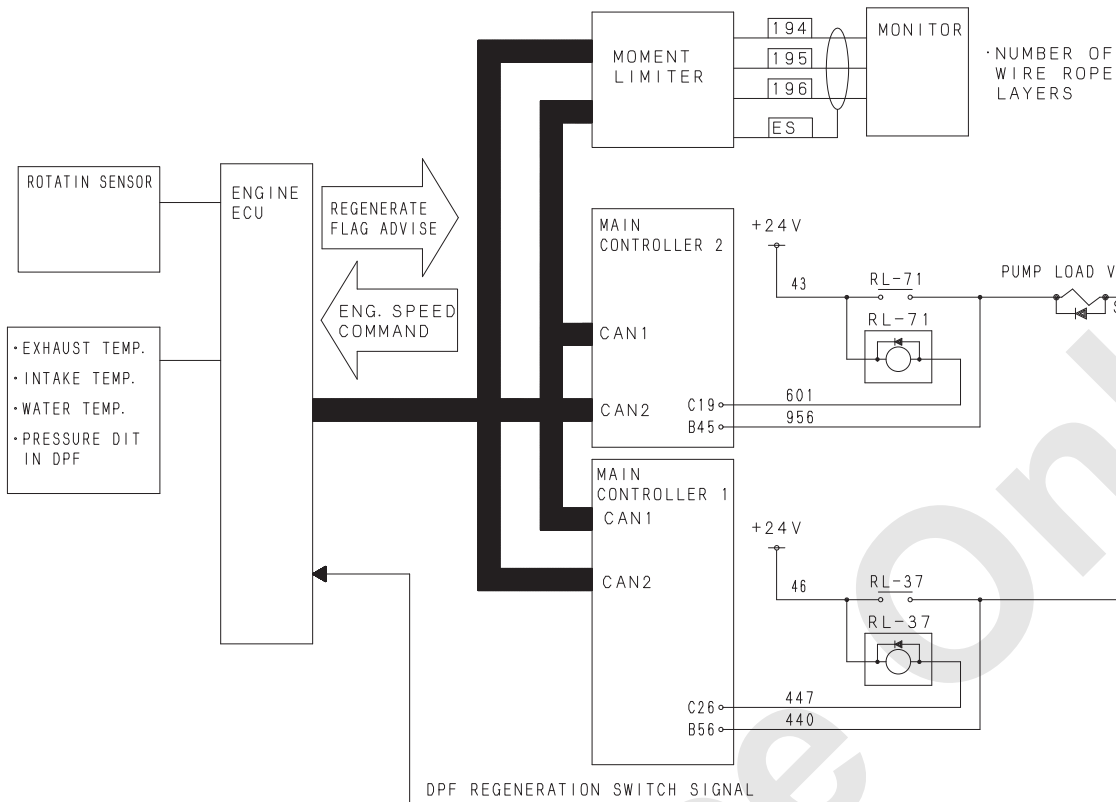 194
195
196
ES
MOMENT
LIMITER
MONITOR
·NUMBER OF
WIRE ROPE
LAYERS
ROTATIN SENSOR
ENGINE
ECU
REGENERATE
FLAG ADVISE
ENG. SPEED
COMMAND
·EXHAUST TEMP.
·INTAKE TEMP.
·WATER TEMP.
·PRESSURE DIT
IN DPF
MAIN
CONTROLLER 2
CAN1
CAN2
C19
B45
+24V
43
RL-71
RL-71
601
956
PUMP LOAD V
S
MAIN
CONTROLLER 1
CAN1
CAN2
C26
B56
+24V
46
RL-37
RL-37
447
440
DPF REGENERATION SWITCH SIGNAL